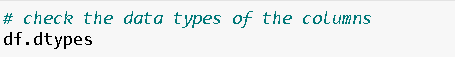 # check the data types of the columns
df.dtypes